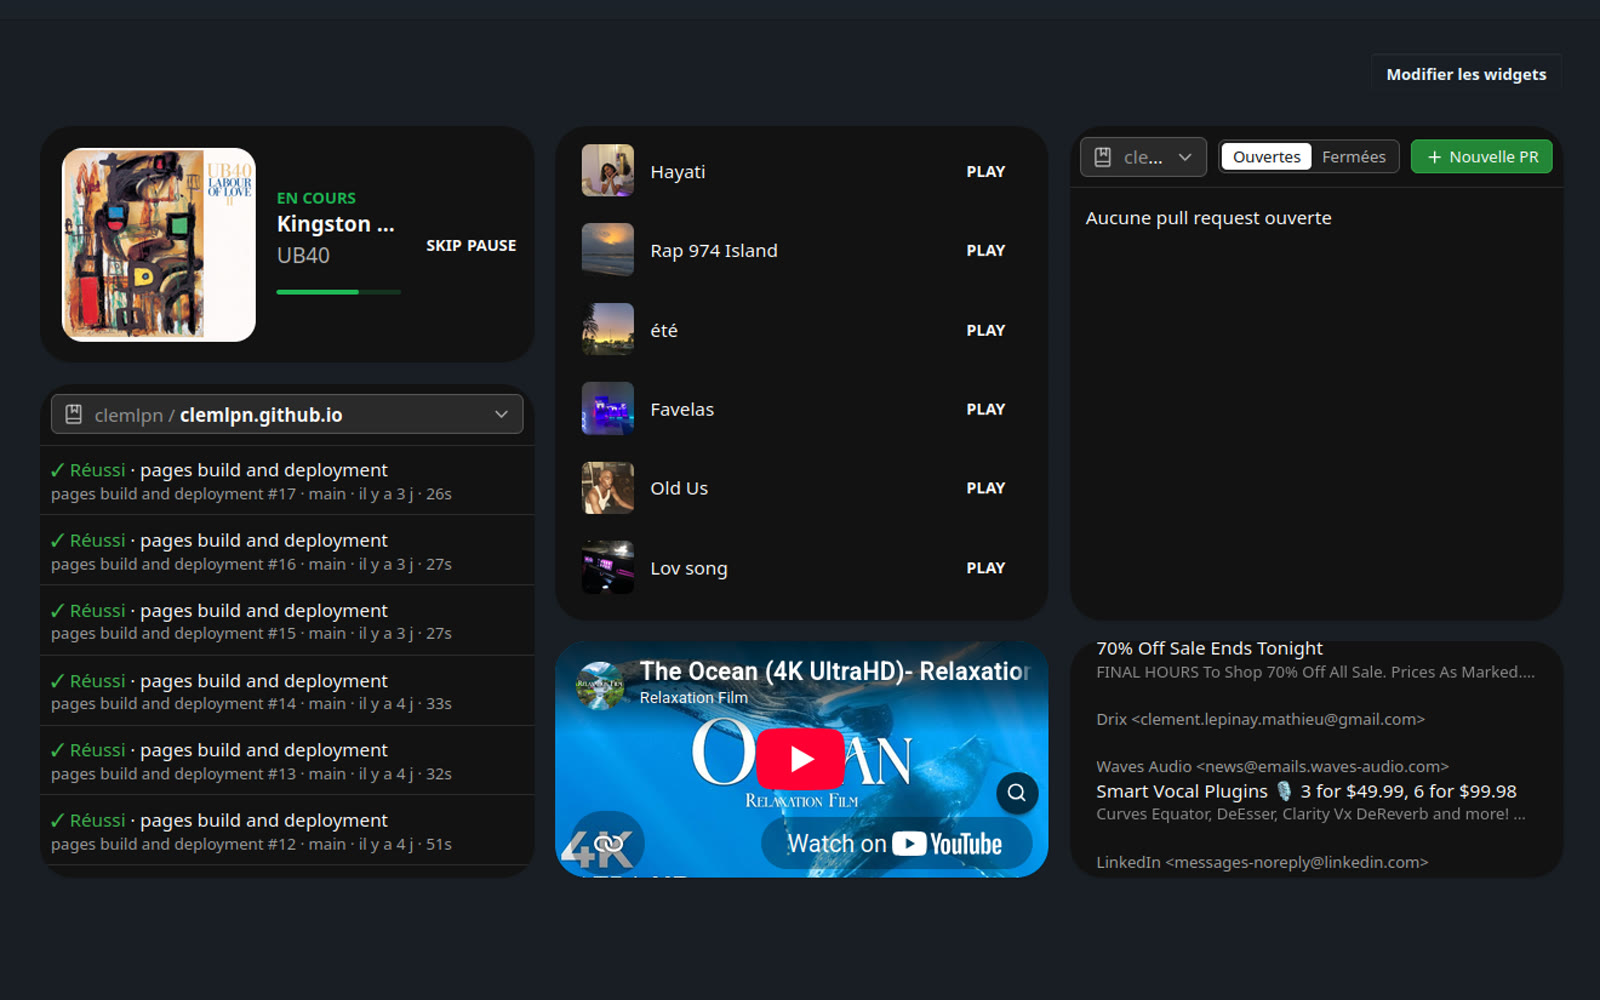 Modifier les widgets
UB40
LABOUR
OF LOVE
II
EN COURS
Kingston ...
UB40
SKIP PAUSE
clemlpn / clemlpn.github.io
✓ Réussi · pages build and deployment
pages build and deployment #17 · main · il y a 3 j · 26s
✓ Réussi · pages build and deployment
pages build and deployment #16 · main · il y a 3 j · 27s
✓ Réussi · pages build and deployment
pages build and deployment #15 · main · il y a 3 j · 27s
✓ Réussi · pages build and deployment
pages build and deployment #14 · main · il y a 4 j · 33s
✓ Réussi · pages build and deployment
pages build and deployment #13 · main · il y a 4 j · 32s
✓ Réussi · pages build and deployment
pages build and deployment #12 · main · il y a 4 j · 51s
Hayati PLAY
Rap 974 Island PLAY
été PLAY
Favelas PLAY
Old Us PLAY
Lov song PLAY
The Ocean (4K UltraHD)- Relaxation
Relaxation Film
RELAXATION FILM
4K
Watch on YouTube
cle... Ouvertes Fermées + Nouvelle PR
Aucune pull request ouverte
70% Off Sale Ends Tonight
FINAL HOURS To Shop 70% Off All Sale. Prices As Marked....
Drix <clement.lepinay.mathieu@gmail.com>
Waves Audio <news@emails.waves-audio.com>
Smart Vocal Plugins 🎙️ 3 for $49.99, 6 for $99.98
Curves Equator, DeEsser, Clarity Vx DeReverb and more! ...
LinkedIn <messages-noreply@linkedin.com>